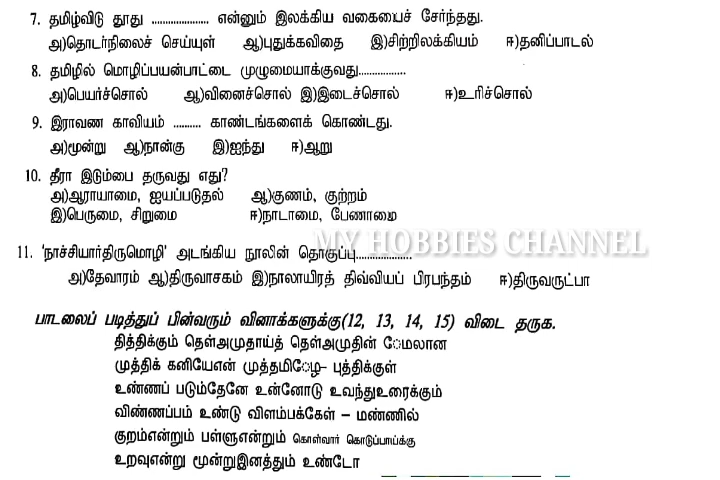 7. தமிழ்விடு தூது .................... என்னும் இலக்கிய வகையைச் சேர்ந்தது.
அ)தொடர்நிலைச் செய்யுள் ஆ)புதுக்கவிதை இ)சிற்றிலக்கியம் ஈ)தனிப்பாடல்
8. தமிழில் மொழிப்பயன்பாட்டை முழுமையாக்குவது.................
அ)பெயர்ச்சொல் ஆ)வினைச்சொல் இ)இடைச்சொல் ஈ)உரிச்சொல்
9. இராவண காவியம் .......... காண்டங்களைக் கொண்டது.
அ)மூன்று ஆ)நான்கு இ)ஐந்து ஈ)ஆறு
10. தீரா இடும்பை தருவது எது?
அ)ஆராயாமை, ஐயப்படுதல் ஆ)குணம், குற்றம்
இ)பெருமை, சிறுமை ஈ)நாடாமை, பேணாமை
MY HOBBIES CHANNEL
11. 'நாச்சியார்திருமொழி' அடங்கிய நூலின் தொகுப்பு....................
அ)தேவாரம் ஆ)திருவாசகம் இ)நாலாயிரத் திவ்வியப் பிரபந்தம் ஈ)திருவருட்பா
பாடலைப் படித்துப் பின்வரும் வினாக்களுக்கு(12, 13, 14, 15) விடை தருக.
தித்திக்கும் தெள்அமுதாய்த் தெள்அமுதின் மேலான
முத்திக் கனியேஎன் முத்தமிழே- புத்திக்குள்
உண்ணப் படும்தேனே உன்னோடு உவந்துஉரைக்கும்
விண்ணப்பம் உண்டு விளம்பக்கேள் – மண்ணில்
குறம்என்றும் பள்ளுஎன்றும் கொள்வார் கொடுப்பாய்க்கு
உறவுஎன்று மூன்றுஇனத்தும் உண்டோ